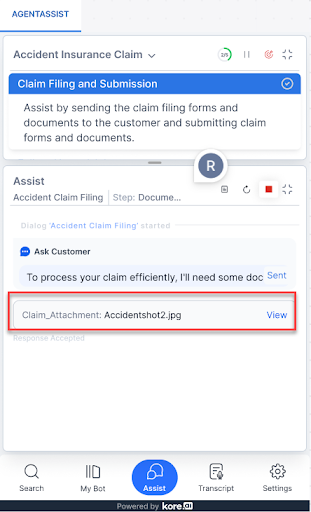 AGENTASSIST
Accident Insurance Claim
2/5
Claim Filing and Submission
Assist by sending the claim filing forms and
documents to the customer and submitting claim
forms and documents.
R
Assist
Accident Claim Filing
Step: Docume...
Dialog 'Accident Claim Filing' started
Ask Customer
To process your claim efficiently, I'll need some doc
Sent
Claim_Attachment: Accidentshot2.jpg
View
Response Accepted
Search
My Bot
Assist
Transcript
Settings
Powered by kore.ai